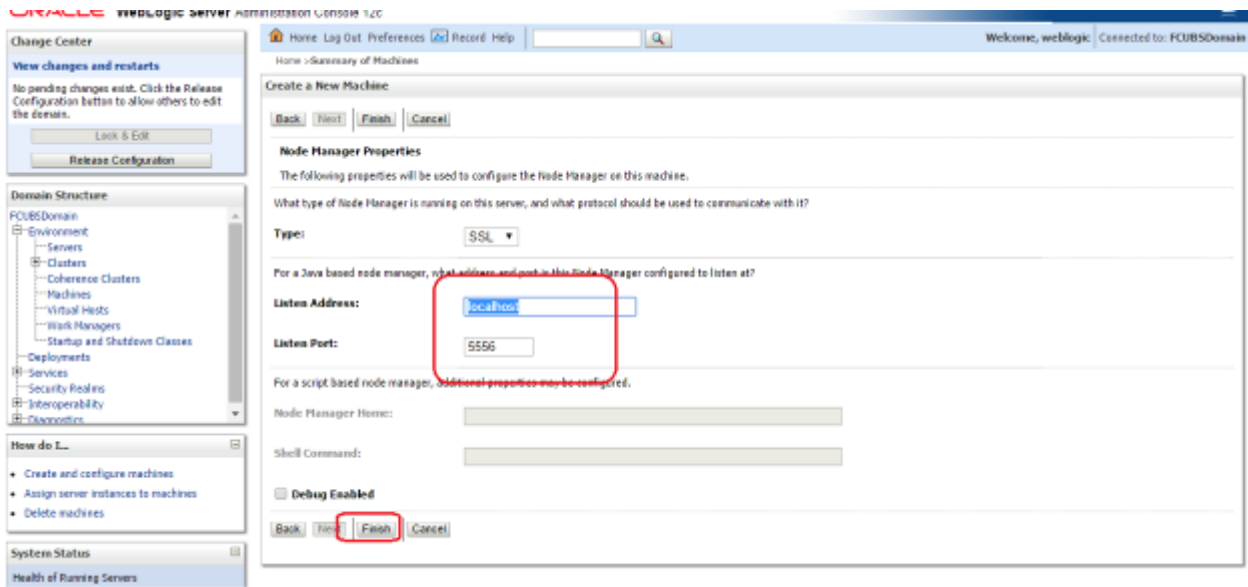 ORACLE WebLogic Server Administration Console 12c
Change Center
View changes and restarts
No pending changes exist. Click the Release
Configuration button to allow others to edit
the domain.
Lock & Edit
Release Configuration
Domain Structure
FCUBSDomain
Environment
Servers
Clusters
Coherence Clusters
Machines
Virtual Hosts
Work Managers
Startup and Shutdown Classes
Deployments
Services
Security Realms
Interoperability
Diagnostics
How do I...
Create and configure machines
Assign server instances to machines
Delete machines
System Status
Health of Running Servers
Home Log Out Preferences Record Help
Welcome, weblogic Connected to: FCUBSDomain
Home >Summary of Machines
Create a New Machine
Back Next Finish Cancel
Node Manager Properties
The following properties will be used to configure the Node Manager on this machine.
What type of Node Manager is running on this server, and what protocol should be used to communicate with it?
Type: SSL
For a Java based node manager, what address and port is this Node Manager configured to listen at?
Listen Address: localhost
Listen Port: 5556
For a script based node manager, additional properties may be configured.
Node Manager Home:
Shell Command:
Debug Enabled
Back Next Finish Cancel